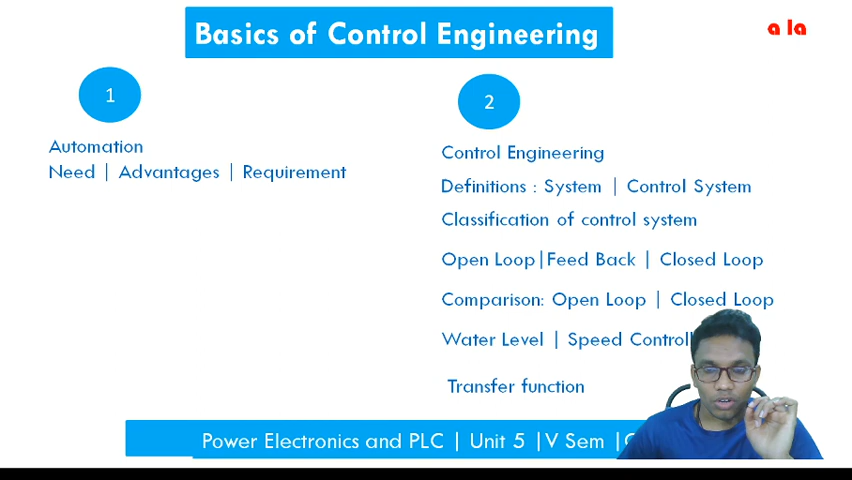 Basics of Control Engineering
a la
1
Automation
Need | Advantages | Requirement
2
Control Engineering
Definitions : System | Control System
Classification of control system
Open Loop|Feed Back | Closed Loop
Comparison: Open Loop | Closed Loop
Water Level | Speed Control
Transfer function
Power Electronics and PLC | Unit 5 |V Sem |